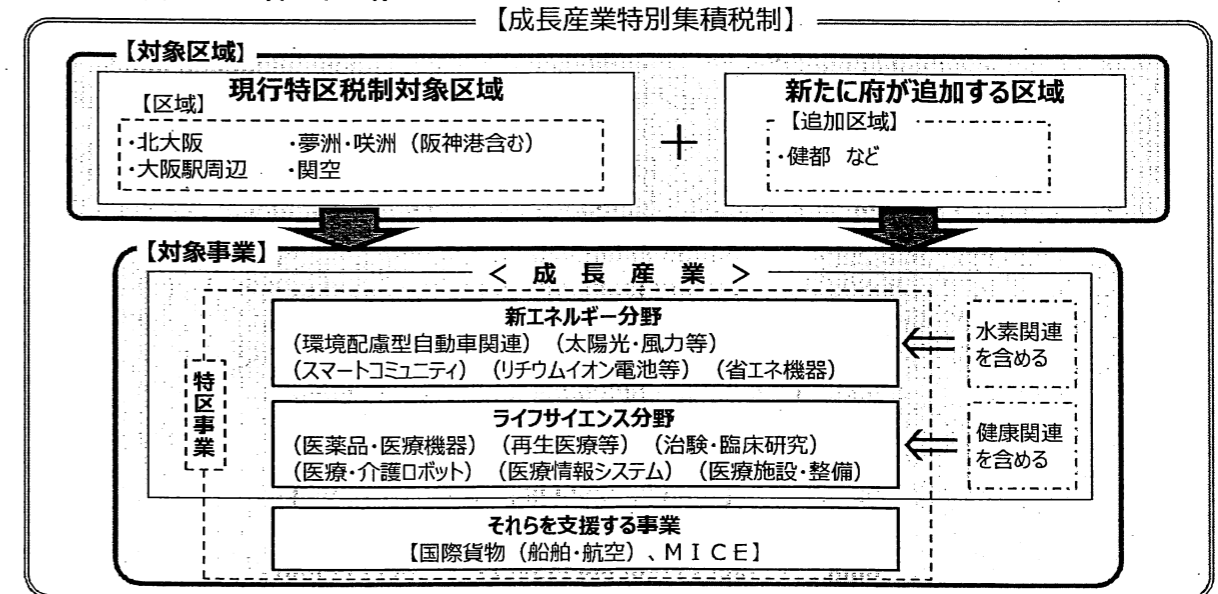 【成長産業特別集積税制】
【対象区域】
現行特区税制対象区域
【区域】
・北大阪 ・夢洲・咲洲（阪神港含む）
・大阪駅周辺 ・関空
＋
新たに府が追加する区域
【追加区域】
・健都 など
【対象事業】
＜ 成 長 産 業 ＞
特区事業
新エネルギー分野
（環境配慮型自動車関連）（太陽光・風力等）
（スマートコミュニティ）（リチウムイオン電池等）（省エネ機器）
水素関連
を含める
ライフサイエンス分野
（医薬品・医療機器）（再生医療等）（治験・臨床研究）
（医療・介護ロボット）（医療情報システム）（医療施設・整備）
健康関連
を含める
それらを支援する事業
【国際貨物（船舶・航空）、ＭＩＣＥ】